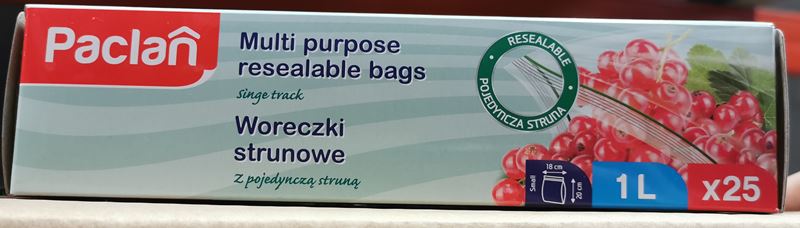 Paclan
Multi purpose
resealable bags
Singe track
Woreczki
strunowe
Z pojedynczą struną
RESEALABLE
POJEDYNCZA STRUNA
Small
18 cm
20 cm
1L
x25